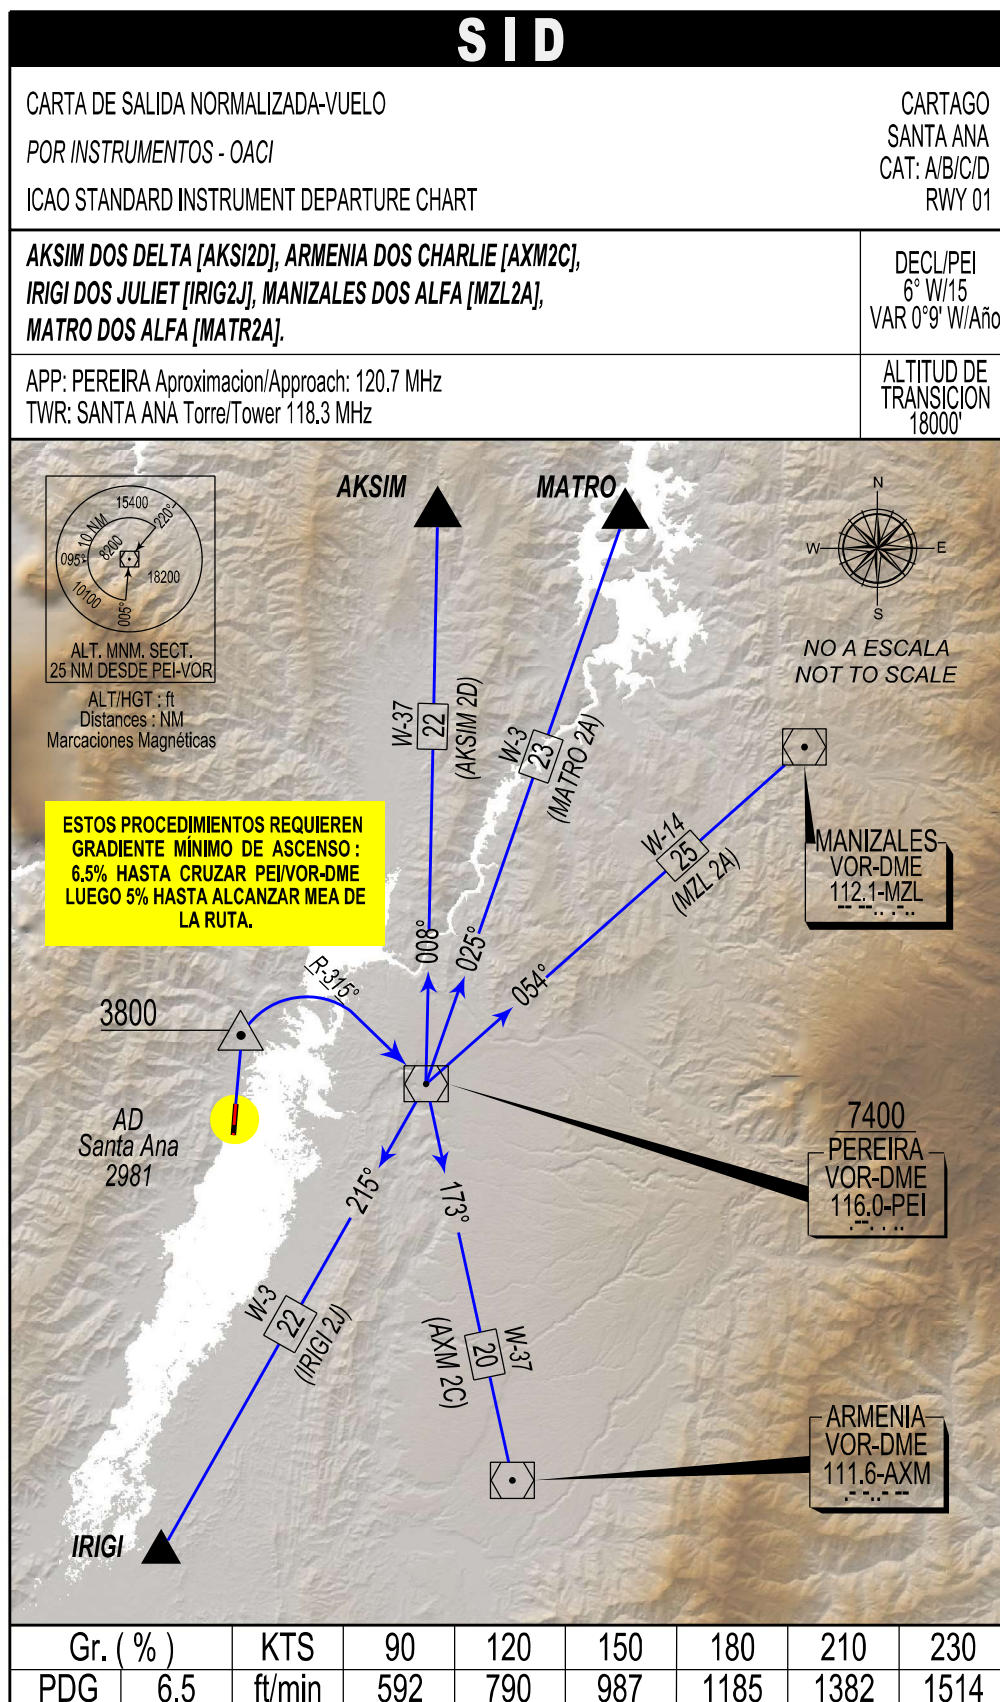 SID
CARTA DE SALIDA NORMALIZADA-VUELO
POR INSTRUMENTOS - OACI
ICAO STANDARD INSTRUMENT DEPARTURE CHART
CARTAGO
SANTA ANA
CAT: A/B/C/D
RWY 01
AKSIM DOS DELTA [AKSI2D], ARMENIA DOS CHARLIE [AXM2C],
IRIGI DOS JULIET [IRIG2J], MANIZALES DOS ALFA [MZL2A],
MATRO DOS ALFA [MATR2A].
DECL/PEI
6° W/15
VAR 0°9' W/Año
APP: PEREIRA Aproximacion/Approach: 120.7 MHz
TWR: SANTA ANA Torre/Tower 118.3 MHz
ALTITUD DE
TRANSICION
18000'
15400
220°
10 NM
8200
095°
18200
10100
005°
ALT. MNM. SECT.
25 NM DESDE PEI-VOR
ALT/HGT : ft
Distances : NM
Marcaciones Magnéticas
AKSIM
MATRO
N
W
E
S
NO A ESCALA
NOT TO SCALE
W-37
22
(AKSIM 2D)
W-3
23
(MATRO 2A)
W-14
25
(MZL 2A)
MANIZALES
VOR-DME
112.1-MZL
ESTOS PROCEDIMIENTOS REQUIEREN
GRADIENTE MÍNIMO DE ASCENSO :
6.5% HASTA CRUZAR PEI/VOR-DME
LUEGO 5% HASTA ALCANZAR MEA DE
LA RUTA.
008°
025°
054°
R-315°
3800
AD
Santa Ana
2981
7400
PEREIRA
VOR-DME
116.0-PEI
215°
173°
W-3
22
(IRIGI 2J)
W-37
20
(AXM 2C)
ARMENIA
VOR-DME
111.6-AXM
IRIGI
Gr. ( % ) KTS 90 120 150 180 210 230
PDG 6.5 ft/min 592 790 987 1185 1382 1514